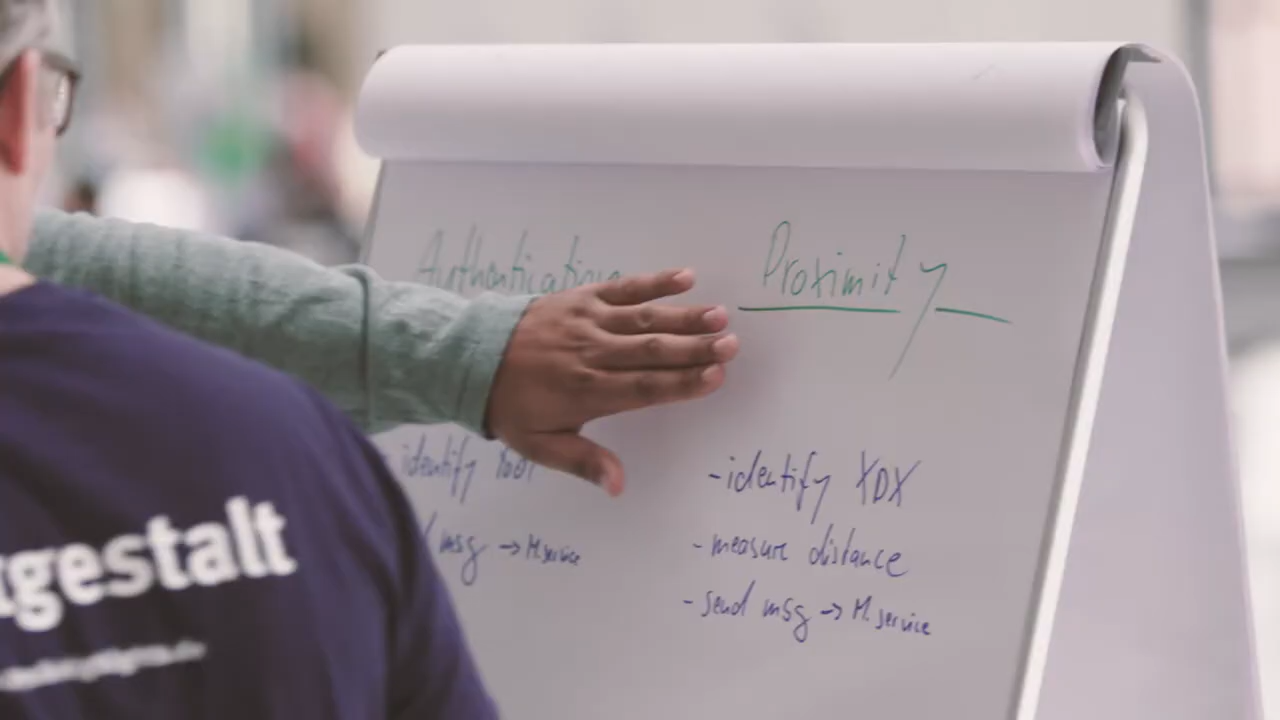 Authentication
Proximity
- identify
msg → M. service
- identify XDX
- measure distance
- send msg → M. service
gestalt